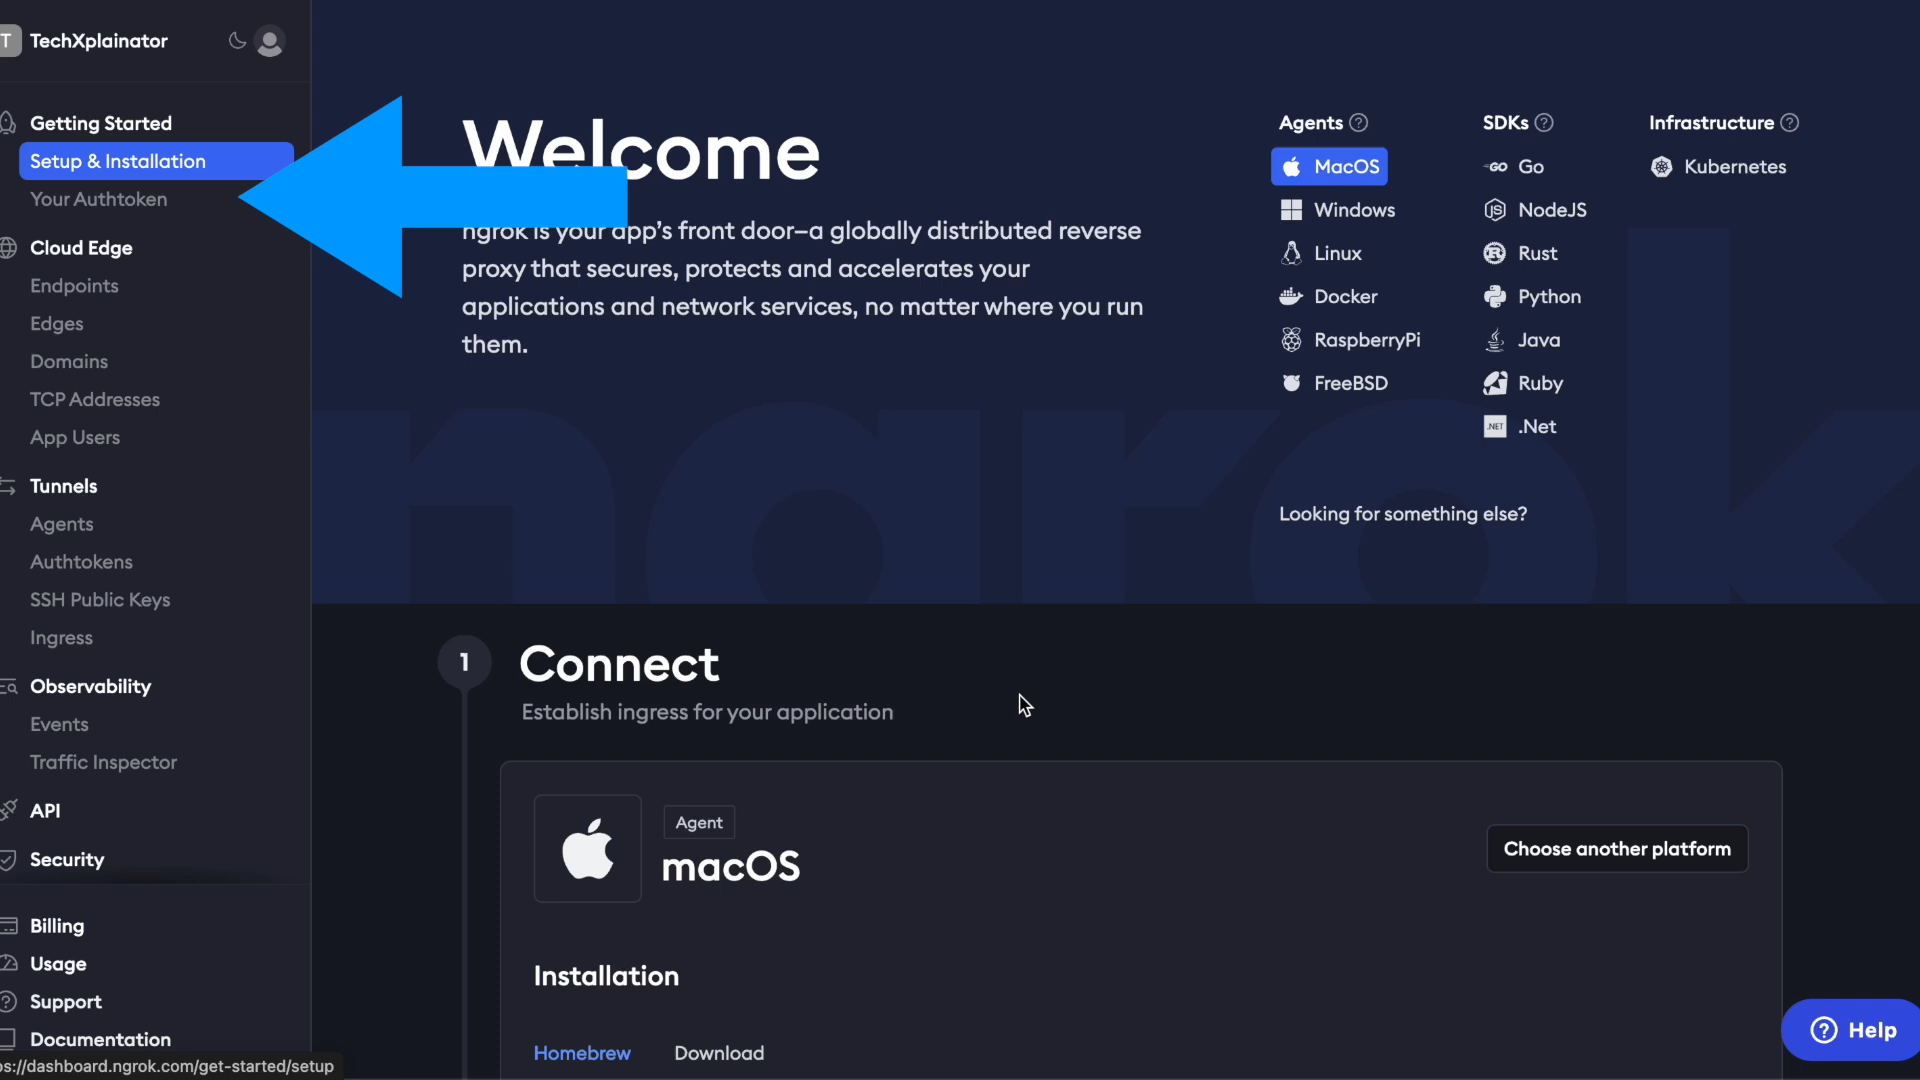 T TechXplainator
Getting Started
Setup & Installation
Your Authtoken
Cloud Edge
Endpoints
Edges
Domains
TCP Addresses
App Users
Tunnels
Agents
Authtokens
SSH Public Keys
Ingress
Observability
Events
Traffic Inspector
API
Security
Billing
Usage
Support
Documentation
os://dashboard.ngrok.com/get-started/setup
Welcome
ngrok is your app's front door—a globally distributed reverse
proxy that secures, protects and accelerates your
applications and network services, no matter where you run
them.
Agents
MacOS
Windows
Linux
Docker
RaspberryPi
FreeBSD
SDKs
GO Go
JS NodeJS
R Rust
Python
Java
Ruby
.NET .Net
Infrastructure
Kubernetes
Looking for something else?
ngrok
1
Connect
Establish ingress for your application
Agent
macOS
Choose another platform
Installation
Homebrew Download
Help